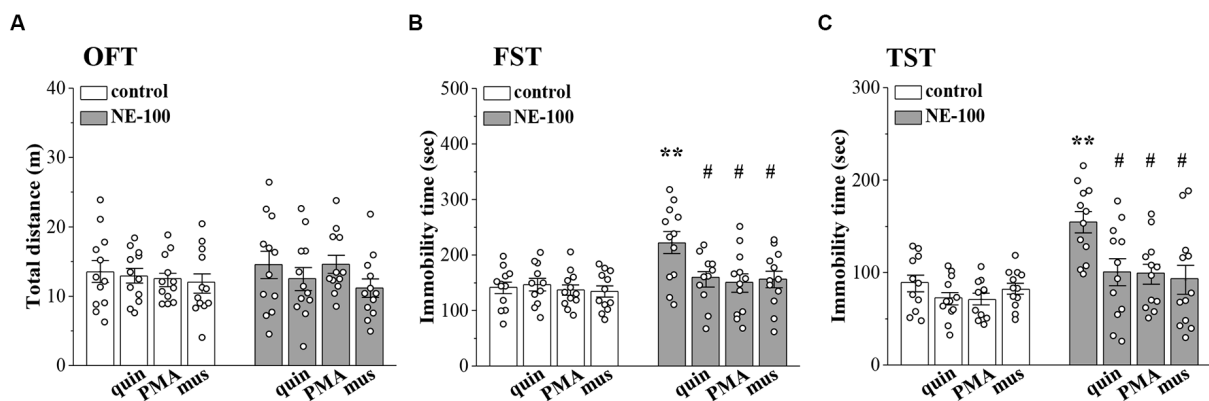 A
OFT
Total distance (m)
40
30
20
10
0
control
NE-100
quin
PMA
mus
quin
PMA
mus
B
FST
Immobility time (sec)
500
400
300
200
100
0
control
NE-100
**
#
#
#
quin
PMA
mus
quin
PMA
mus
C
TST
Immobility time (sec)
300
200
100
0
control
NE-100
**
#
#
#
quin
PMA
mus
quin
PMA
mus